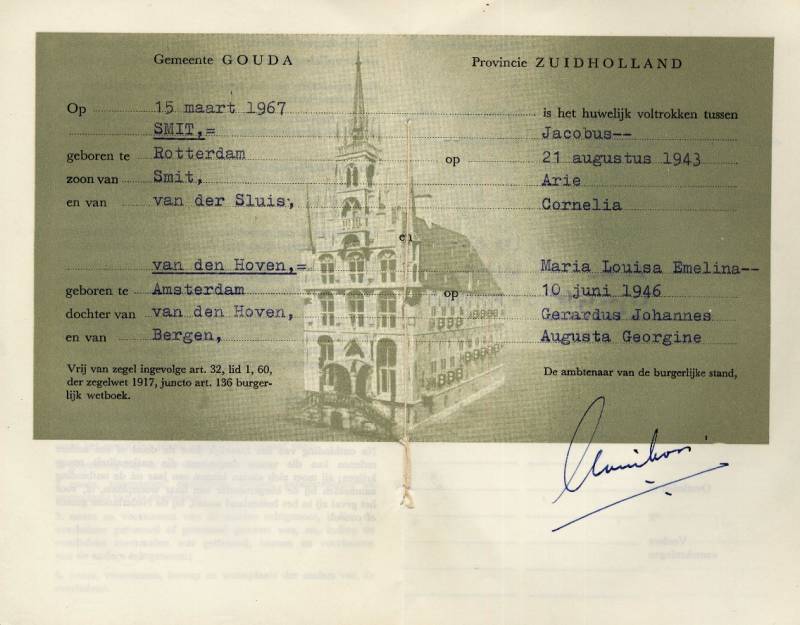 Gemeente GOUDA Provincie ZUIDHOLLAND
Op 15 maart 1967 is het huwelijk voltrokken tussen
SMIT,= Jacobus--
geboren te Rotterdam op 21 augustus 1943
zoon van Smit, Arie
en van van der Sluis, Cornelia
en
van den Hoven,= Maria Louisa Emelina--
geboren te Amsterdam op 10 juni 1946
dochter van van den Hoven, Gerardus Johannes
en van Bergen, Augusta Georgine
Vrij van zegel ingevolge art. 32, lid 1, 60,
der zegelwet 1917, juncto art. 136 burger-
lijk wetboek.
De ambtenaar van de burgerlijke stand,